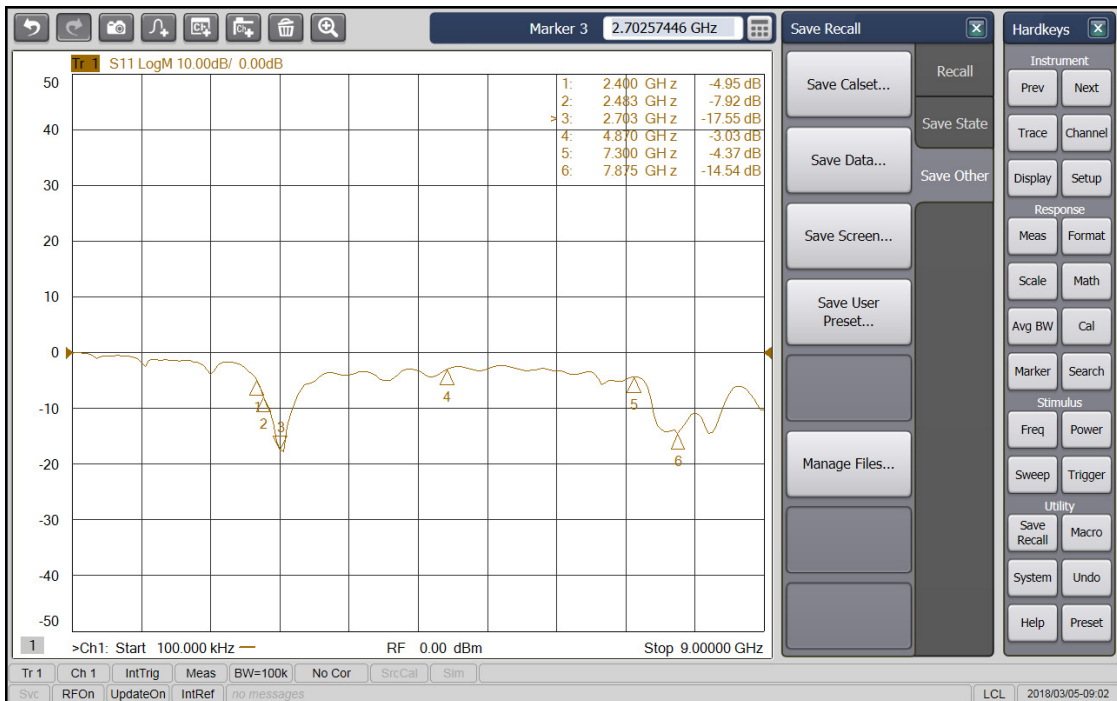 Marker 3 2.70257446 GHz
Tr 1 S11 LogM 10.00dB/ 0.00dB
50
40
30
20
10
0
-10
-20
-30
-40
-50
1: 2.400 GHz -4.95 dB
2: 2.483 GHz -7.92 dB
> 3: 2.703 GHz -17.55 dB
4: 4.870 GHz -3.03 dB
5: 7.300 GHz -4.37 dB
6: 7.875 GHz -14.54 dB
1
2
3
4
5
6
1 >Ch1: Start 100.000 kHz RF 0.00 dBm Stop 9.00000 GHz
Save Recall
Save Calset...
Save Data...
Save Screen...
Save User
Preset...
Manage Files...
Recall
Save State
Save Other
Hardkeys
Instrument
Prev Next
Trace Channel
Display Setup
Response
Meas Format
Scale Math
Avg BW Cal
Marker Search
Stimulus
Freq Power
Sweep Trigger
Utility
Save
Recall Macro
System Undo
Help Preset
Tr 1 Ch 1 IntTrig Meas BW=100k No Cor SrcCal Sim
Svc RFOn UpdateOn IntRef no messages LCL 2018/03/05-09:02